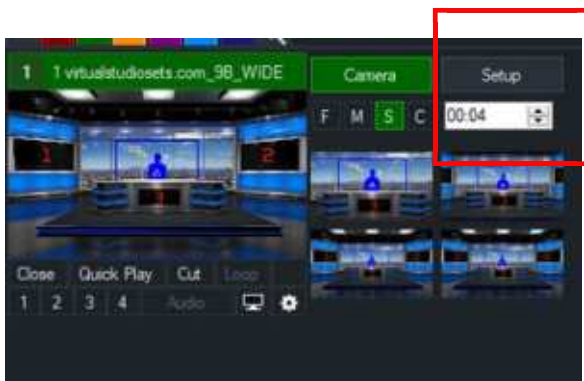 1 1 virtualstudiosets.com_9B_WIDE
Camera Setup
F M S C 00:04
1 2
1
Close Quick Play Cut Loop
1 2 3 4 Audio